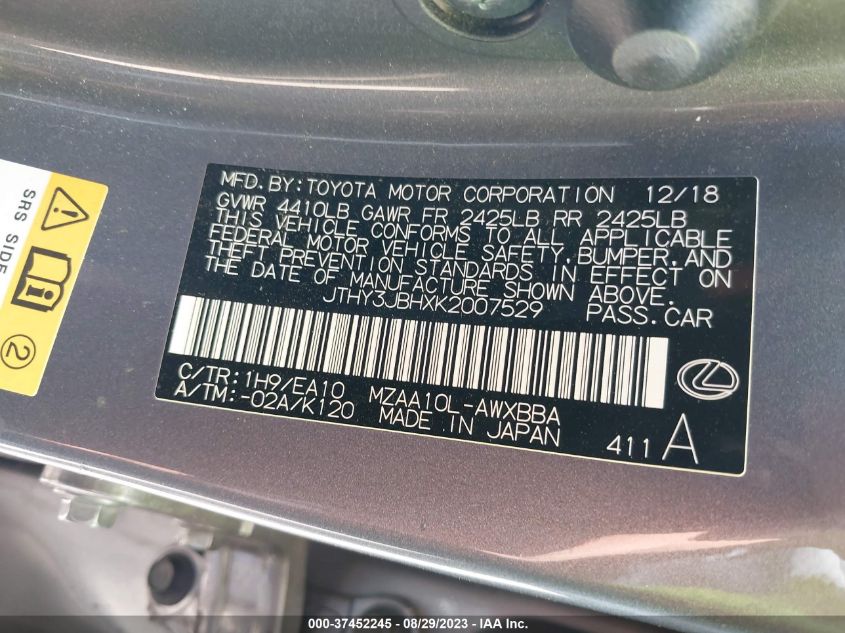 MFD. BY: TOYOTA MOTOR CORPORATION 12/18
GVWR 4410LB GAWR FR 2425LB RR 2425LB
THIS VEHICLE CONFORMS TO ALL APPLICABLE
FEDERAL MOTOR VEHICLE SAFETY, BUMPER, AND
THEFT PREVENTION STANDARDS IN EFFECT ON
THE DATE OF MANUFACTURE SHOWN ABOVE.
JTHY3JBHXK2007529 PASS.CAR
C/TR: 1H9/EA10 MZAA10L-AWXBBA
A/TM:-02A/K120 MADE IN JAPAN
411 A
SRS SIDE
2
000-37452245 - 08/29/2023 - IAA Inc.